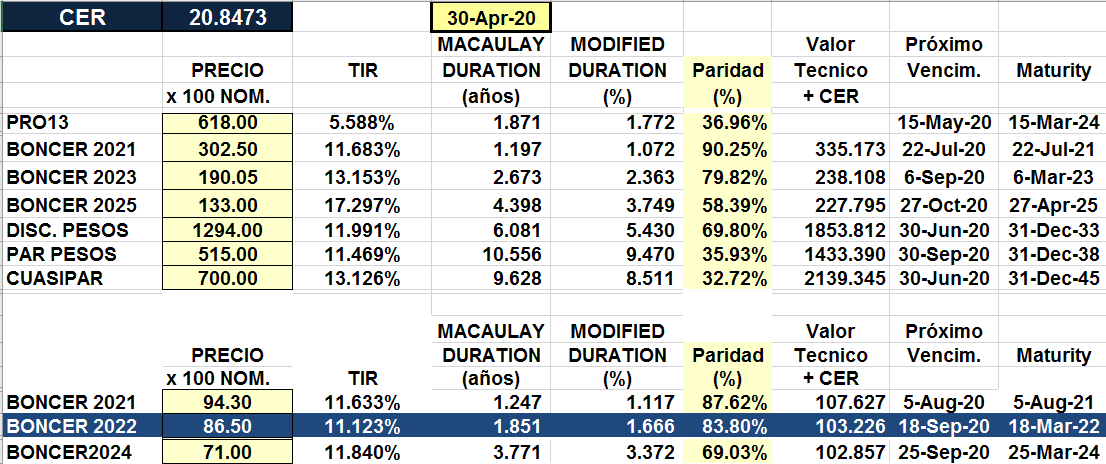 CER 20.8473 30-Apr-20
MACAULAY MODIFIED Valor Próximo
PRECIO TIR DURATION DURATION Paridad Tecnico Vencim. Maturity
x 100 NOM. (años) (%) (%) + CER
PRO13 618.00 5.588% 1.871 1.772 36.96% 15-May-20 15-Mar-24
BONCER 2021 302.50 11.683% 1.197 1.072 90.25% 335.173 22-Jul-20 22-Jul-21
BONCER 2023 190.05 13.153% 2.673 2.363 79.82% 238.108 6-Sep-20 6-Mar-23
BONCER 2025 133.00 17.297% 4.398 3.749 58.39% 227.795 27-Oct-20 27-Apr-25
DISC. PESOS 1294.00 11.991% 6.081 5.430 69.80% 1853.812 30-Jun-20 31-Dec-33
PAR PESOS 515.00 11.469% 10.556 9.470 35.93% 1433.390 30-Sep-20 31-Dec-38
CUASIPAR 700.00 13.126% 9.628 8.511 32.72% 2139.345 30-Jun-20 31-Dec-45
MACAULAY MODIFIED Valor Próximo
PRECIO DURATION DURATION Paridad Tecnico Vencim. Maturity
x 100 NOM. TIR (años) (%) (%) + CER
BONCER 2021 94.30 11.633% 1.247 1.117 87.62% 107.627 5-Aug-20 5-Aug-21
BONCER 2022 86.50 11.123% 1.851 1.666 83.80% 103.226 18-Sep-20 18-Mar-22
BONCER2024 71.00 11.840% 3.771 3.372 69.03% 102.857 25-Sep-20 25-Mar-24